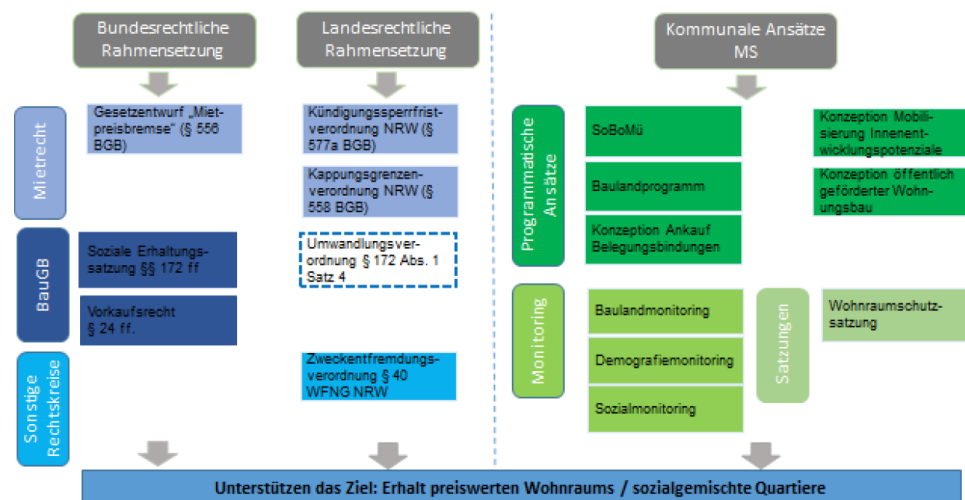 Bundesrechtliche
Rahmensetzung
Landesrechtliche
Rahmensetzung
Kommunale Ansätze
MS
Mietrecht
Gesetzentwurf „Miet-
preisbremse“ (§ 556
BGB)
Kündigungssperrfrist-
verordnung NRW (§
577a BGB)
Kappungsgrenzen-
verordnung NRW (§
558 BGB)
BauGB
Soziale Erhaltungs-
satzung §§ 172 ff
Vorkaufsrecht
§ 24 ff.
Umwandlungsver-
ordnung § 172 Abs. 1
Satz 4
Sonstige
Rechtskreise
Zweckentfremdungs-
verordnung § 40
WFNG NRW
Programmatische
Ansätze
SoBoMü
Baulandprogramm
Konzeption Ankauf
Belegungsbindungen
Konzeption Mobili-
sierung Innenent-
wicklungspotenziale
Konzeption öffentlich
geförderter Wohn-
ungsbau
Monitoring
Baulandmonitoring
Demografiemonitoring
Sozialmonitoring
Satzungen
Wohnraumschutz-
satzung
Unterstützen das Ziel: Erhalt preiswerten Wohnraums / sozialgemischte Quartiere